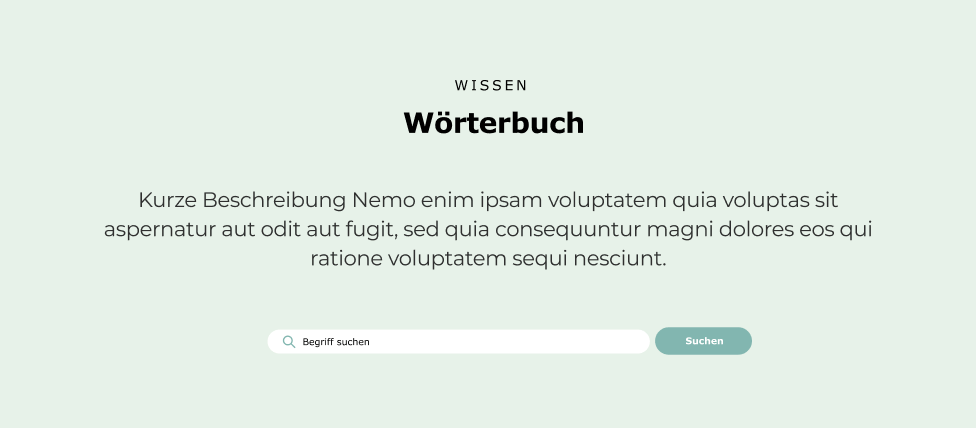 WISSEN
Wörterbuch
Kurze Beschreibung Nemo enim ipsam voluptatem quia voluptas sit
aspernatur aut odit aut fugit, sed quia consequuntur magni dolores eos qui
ratione voluptatem sequi nesciunt.
Begriff suchen
Suchen